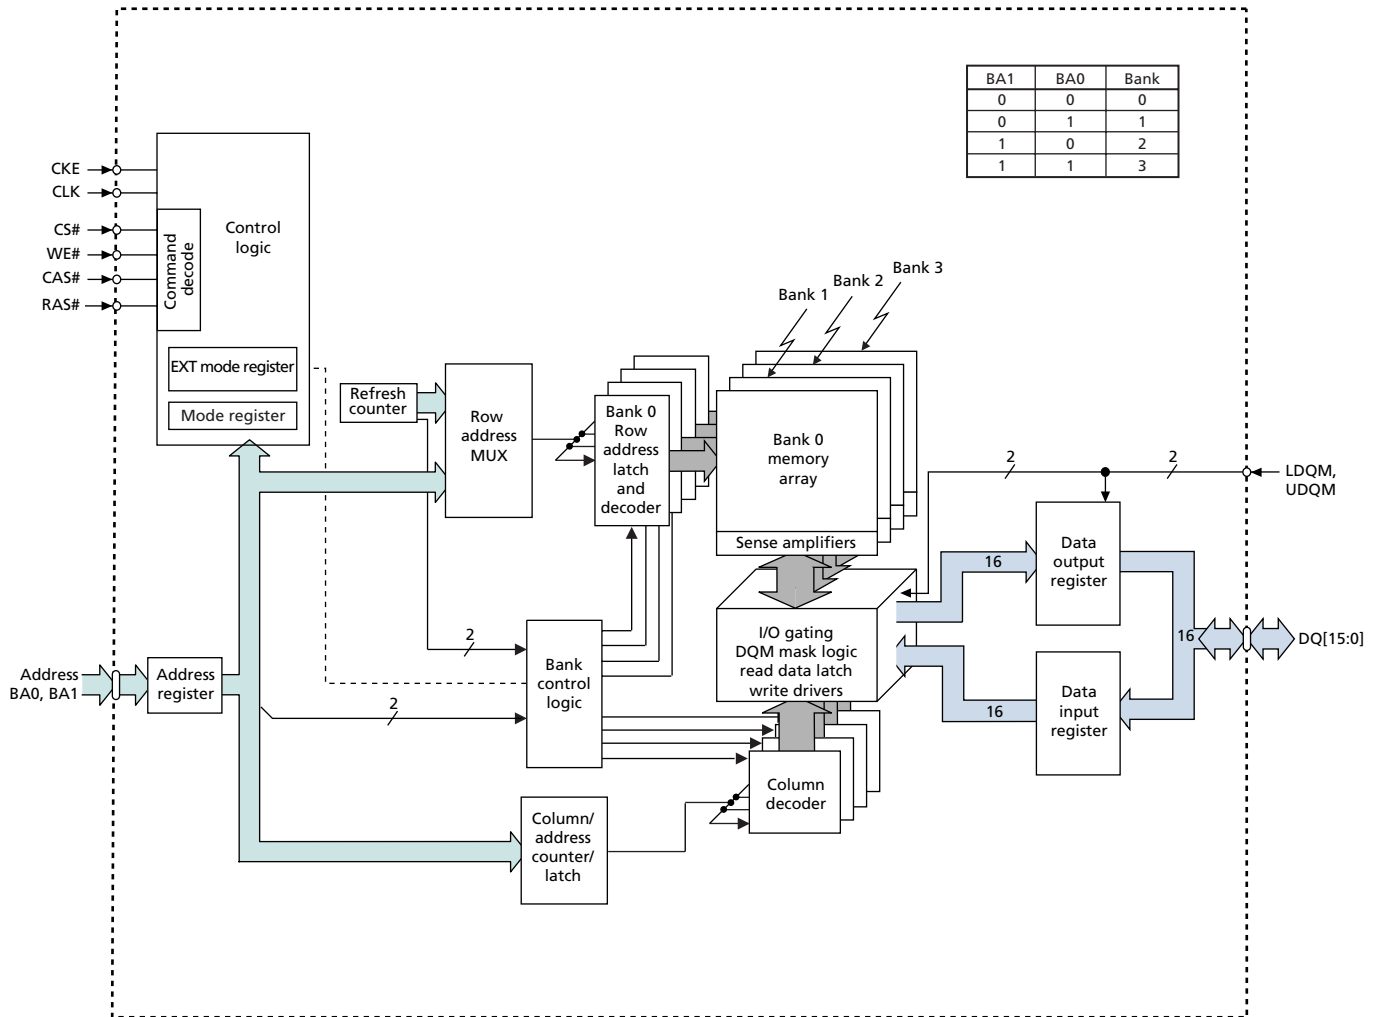 BA1 BA0 Bank
0 0 0
0 1 1
1 0 2
1 1 3
CKE
CLK
CS#
WE#
CAS#
RAS#
Command
decode
Control
logic
EXT mode register
Mode register
Refresh
counter
Row
address
MUX
Bank 0
Row
address
latch
and
decoder
Bank 1
Bank 2
Bank 3
Bank 0
memory
array
Sense amplifiers
2
2
LDQM,
UDQM
16
Data
output
register
I/O gating
DQM mask logic
read data latch
write drivers
16
DQ[15:0]
16
Data
input
register
Address
BA0, BA1
Address
register
2
2
Bank
control
logic
Column
decoder
Column/
address
counter/
latch